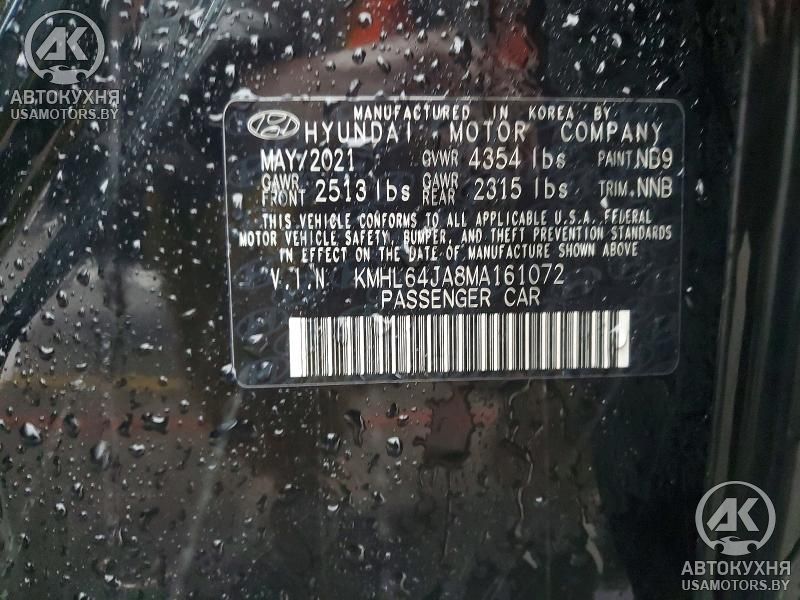 AK
АВТОКУХНЯ
USAMOTORS.BY
MANUFACTURED IN KOREA BY
HYUNDAI MOTOR COMPANY
MAY/2021 GVWR 4354 lbs PAINT.NB9
GAWR FRONT 2513 lbs GAWR REAR 2315 lbs TRIM.NNB
THIS VEHICLE CONFORMS TO ALL APPLICABLE U.S.A. FEDERAL
MOTOR VEHICLE SAFETY, BUMPER, AND THEFT PREVENTION STANDARDS
IN EFFECT ON THE DATE OF MANUFACTURE SHOWN ABOVE.
V.I.N KMHL64JA8MA161072
PASSENGER CAR
AK
АВТОКУХНЯ
USAMOTORS.BY